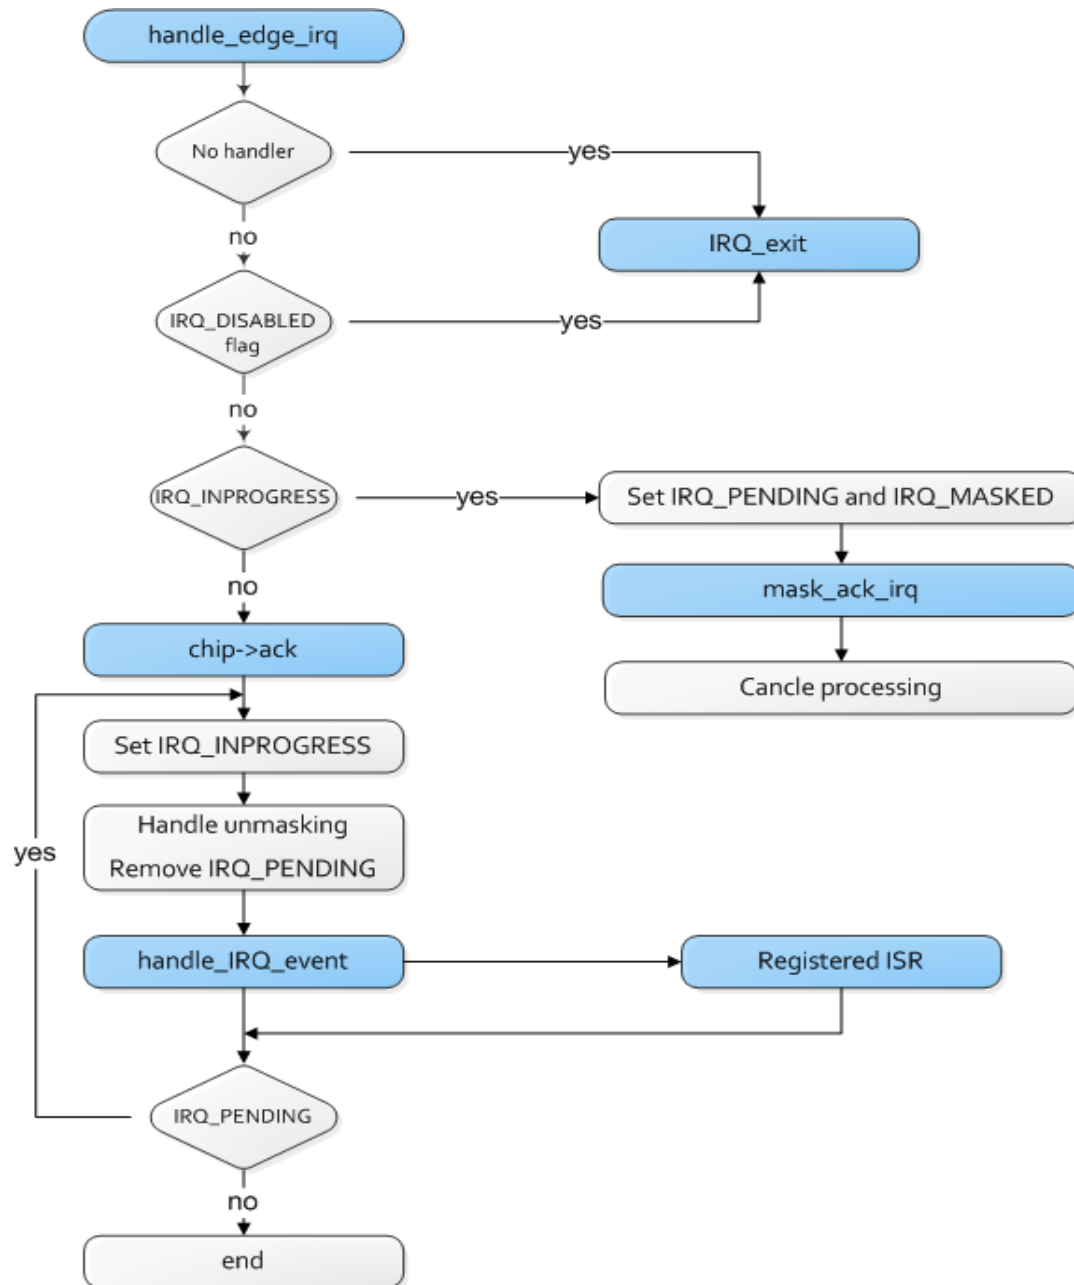 handle_edge_irq
No handler
yes
no
IRQ_exit
IRQ_DISABLED
flag
yes
no
IRQ_INPROGRESS
yes
Set IRQ_PENDING and IRQ_MASKED
no
mask_ack_irq
chip->ack
Cancle processing
Set IRQ_INPROGRESS
Handle unmasking
Remove IRQ_PENDING
yes
handle_IRQ_event
Registered ISR
IRQ_PENDING
no
end